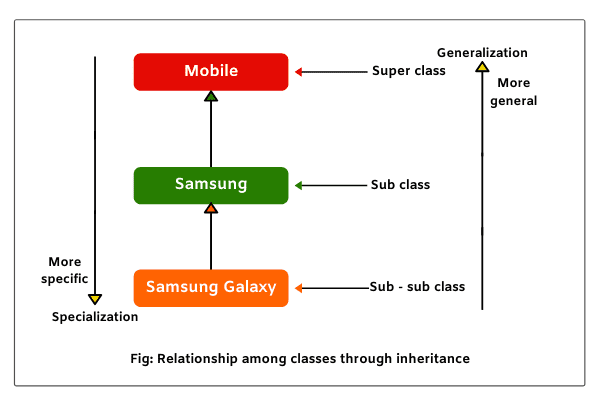 Generalization
Mobile
Super class
More
general
Samsung
Sub class
More
specific
Samsung Galaxy
Sub - sub class
Specialization
Fig: Relationship among classes through inheritance